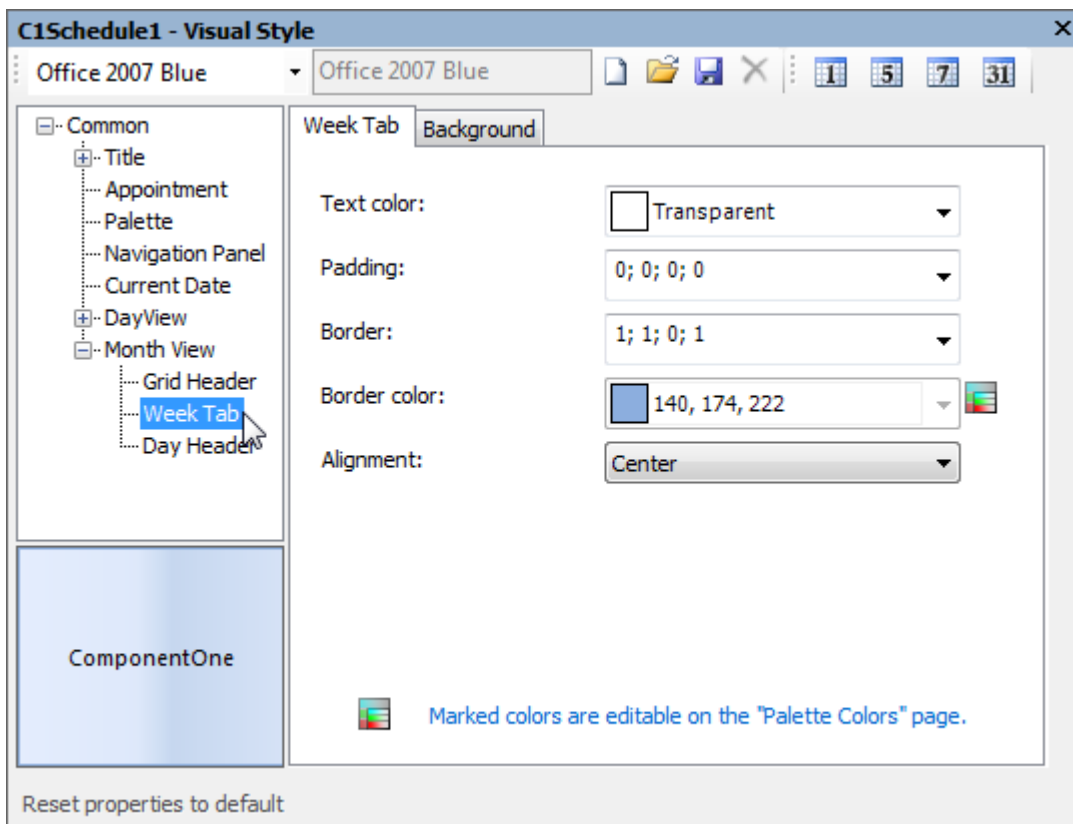 C1Schedule1 - Visual Style
Office 2007 Blue Office 2007 Blue 1 5 7 31
Common
Title
Appointment
Palette
Navigation Panel
Current Date
DayView
Month View
Grid Header
Week Tab
Day Header
ComponentOne
Week Tab Background
Text color: Transparent
Padding: 0; 0; 0; 0
Border: 1; 1; 0; 1
Border color: 140, 174, 222
Alignment: Center
Marked colors are editable on the "Palette Colors" page.
Reset properties to default